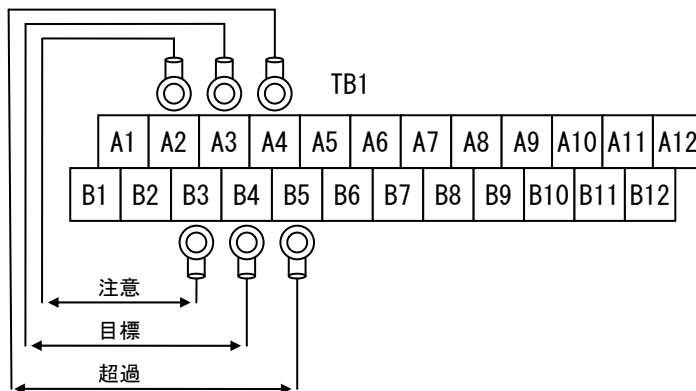 TB1
A1 A2 A3 A4 A5 A6 A7 A8 A9 A10 A11 A12
B1 B2 B3 B4 B5 B6 B7 B8 B9 B10 B11 B12
注意
目標
超過